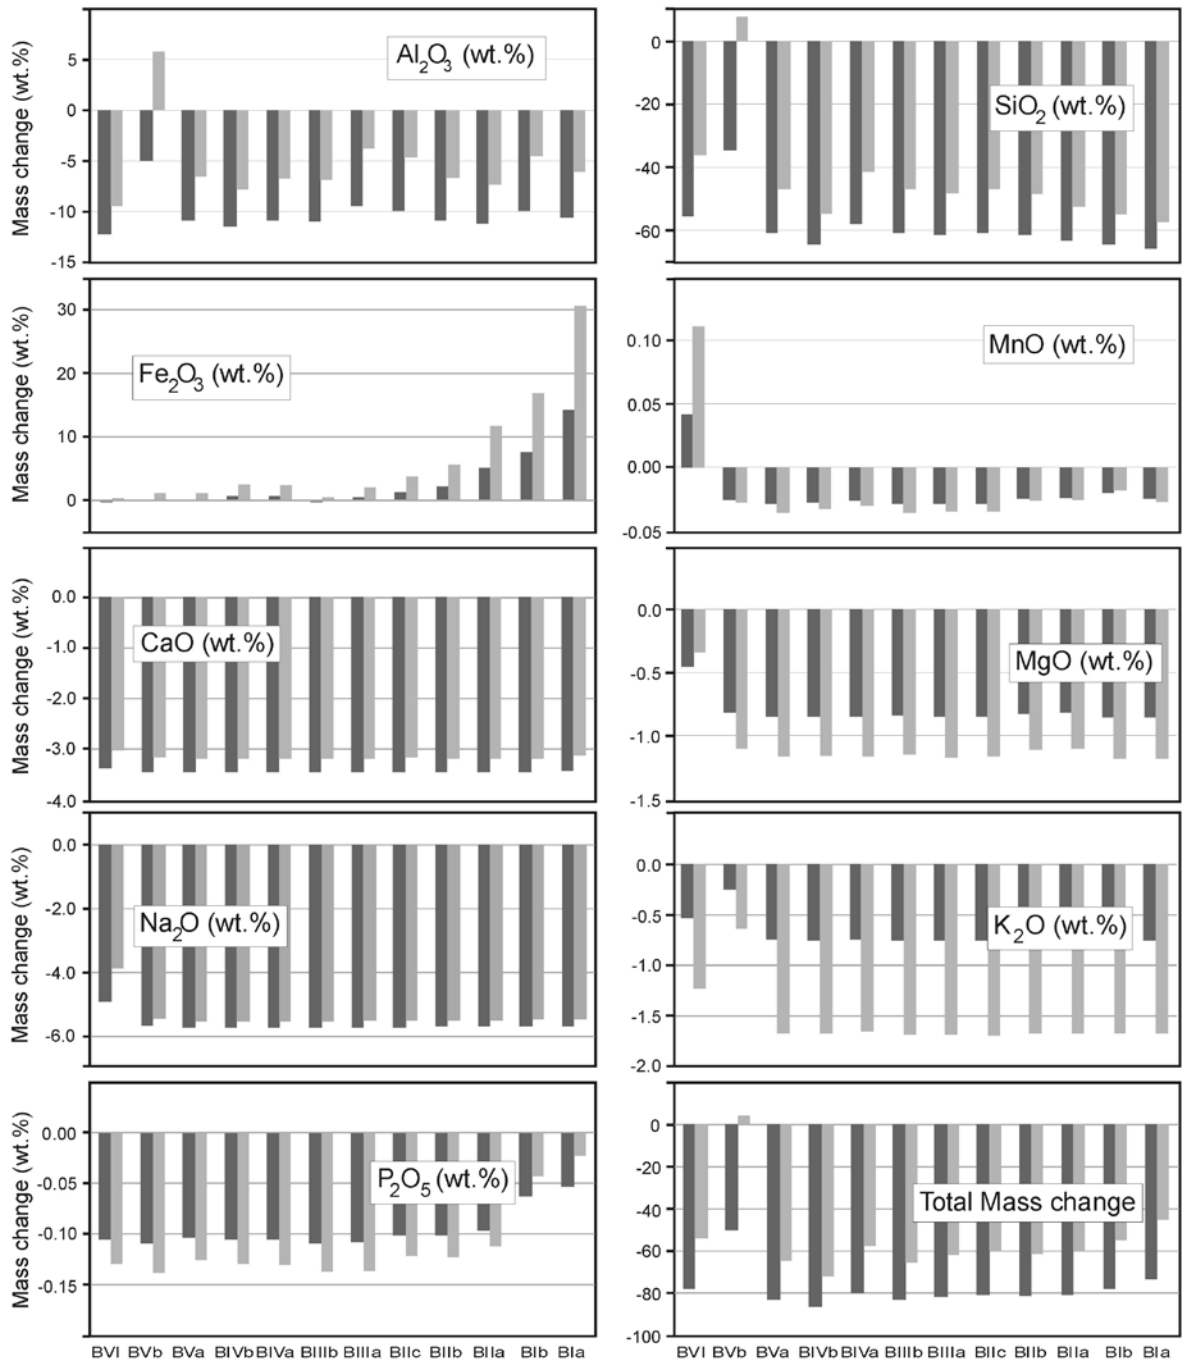 Mass change (wt.%)
5
0
-5
-10
-15
Al2O3 (wt.%)
0
-20
-40
-60
SiO2 (wt.%)
Mass change (wt.%)
30
20
10
0
Fe2O3 (wt.%)
0.10
0.05
0.00
-0.05
MnO (wt.%)
Mass change (wt.%)
0.0
-1.0
-2.0
-3.0
-4.0
CaO (wt.%)
0.0
-0.5
-1.0
-1.5
MgO (wt.%)
Mass change (wt.%)
0.0
-2.0
-4.0
-6.0
Na2O (wt.%)
0.0
-0.5
-1.0
-1.5
-2.0
K2O (wt.%)
Mass change (wt.%)
0.00
-0.05
-0.10
-0.15
P2O5 (wt.%)
0
-20
-40
-60
-80
-100
Total Mass change
BVI BVb BVa BIVb BIVa BIIIb BIIIa BIIc BIIb BIIa BIb BIa
BVI BVb BVa BIVb BIVa BIIIb BIIIa BIIc BIIb BIIa BIb BIa